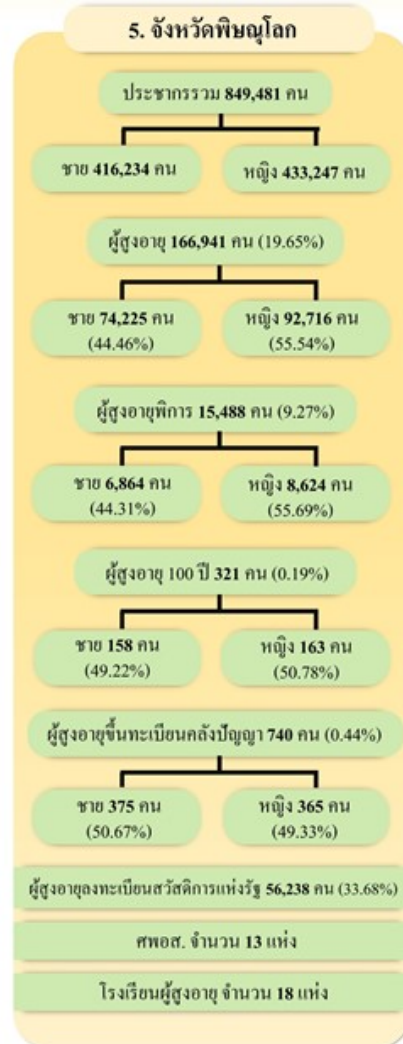 5. จังหวัดพิษณุโลก
ประชากรรวม 849,481 คน
ชาย 416,234 คน
หญิง 433,247 คน
ผู้สูงอายุ 166,941 คน (19.65%)
ชาย 74,225 คน
(44.46%)
หญิง 92,716 คน
(55.54%)
ผู้สูงอายุพิการ 15,488 คน (9.27%)
ชาย 6,864 คน
(44.31%)
หญิง 8,624 คน
(55.69%)
ผู้สูงอายุ 100 ปี 321 คน (0.19%)
ชาย 158 คน
(49.22%)
หญิง 163 คน
(50.78%)
ผู้สูงอายุขึ้นทะเบียนคลังปัญญา 740 คน (0.44%)
ชาย 375 คน
(50.67%)
หญิง 365 คน
(49.33%)
ผู้สูงอายุลงทะเบียนสวัสดิการแห่งรัฐ 56,238 คน (33.68%)
ศพอส. จำนวน 13 แห่ง
โรงเรียนผู้สูงอายุ จำนวน 18 แห่ง